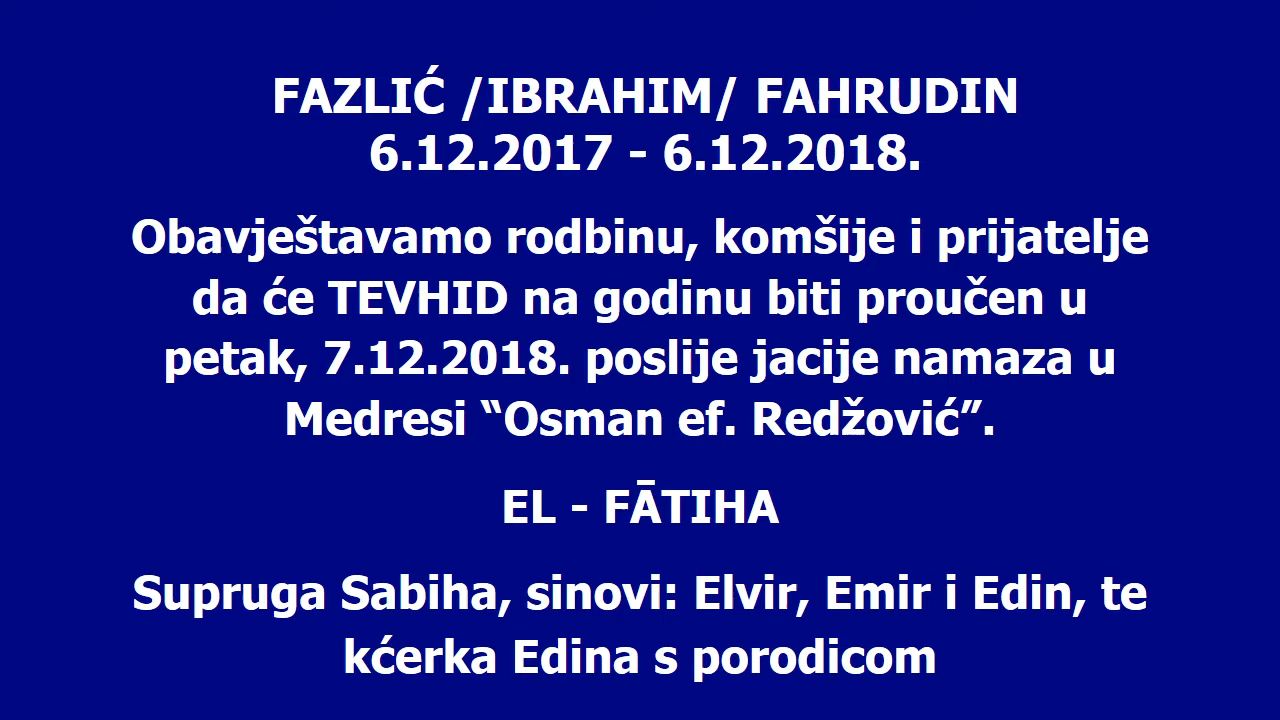 FAZLIĆ /IBRAHIM/ FAHRUDIN
6.12.2017 - 6.12.2018.
Obavještavamo rodbinu, komšije i prijatelje
da će TEVHID na godinu biti proučen u
petak, 7.12.2018. poslije jacije namaza u
Medresi “Osman ef. Redžović”.
EL - FĀTIHA
Supruga Sabiha, sinovi: Elvir, Emir i Edin, te
kćerka Edina s porodicom